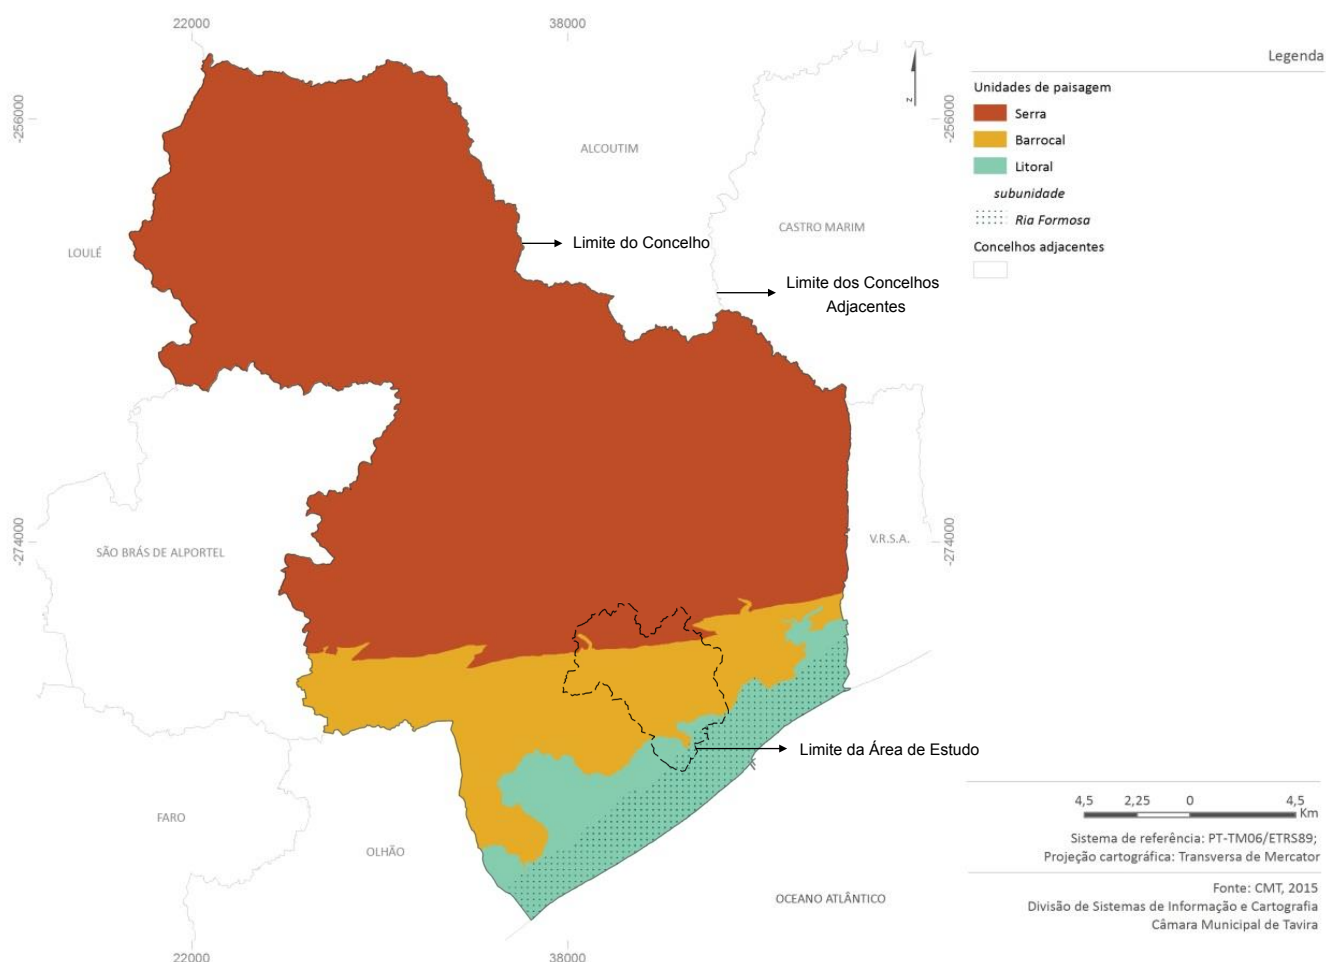 22000
38000
Legenda
Unidades de paisagem
-256000
-256000
Serra
Barrocal
ALCOUTIM
Litoral
subunidade
Ria Formosa
CASTRO MARIM
Limite do Concelho
Concelhos adjacentes
LOULÉ
Limite dos Concelhos
Adjacentes
z
-274000
-274000
V.R.S.A.
SÃO BRÁS DE ALPORTEL
Limite da Área de Estudo
4,5 2,25 0 4,5
Km
FARO
Sistema de referência: PT-TM06/ETRS89;
OLHÃO
Projeção cartográfica: Transversa de Mercator
Fonte: CMT, 2015
OCEANO ATLÂNTICO
Divisão de Sistemas de Informação e Cartografia
Câmara Municipal de Tavira
22000
38000